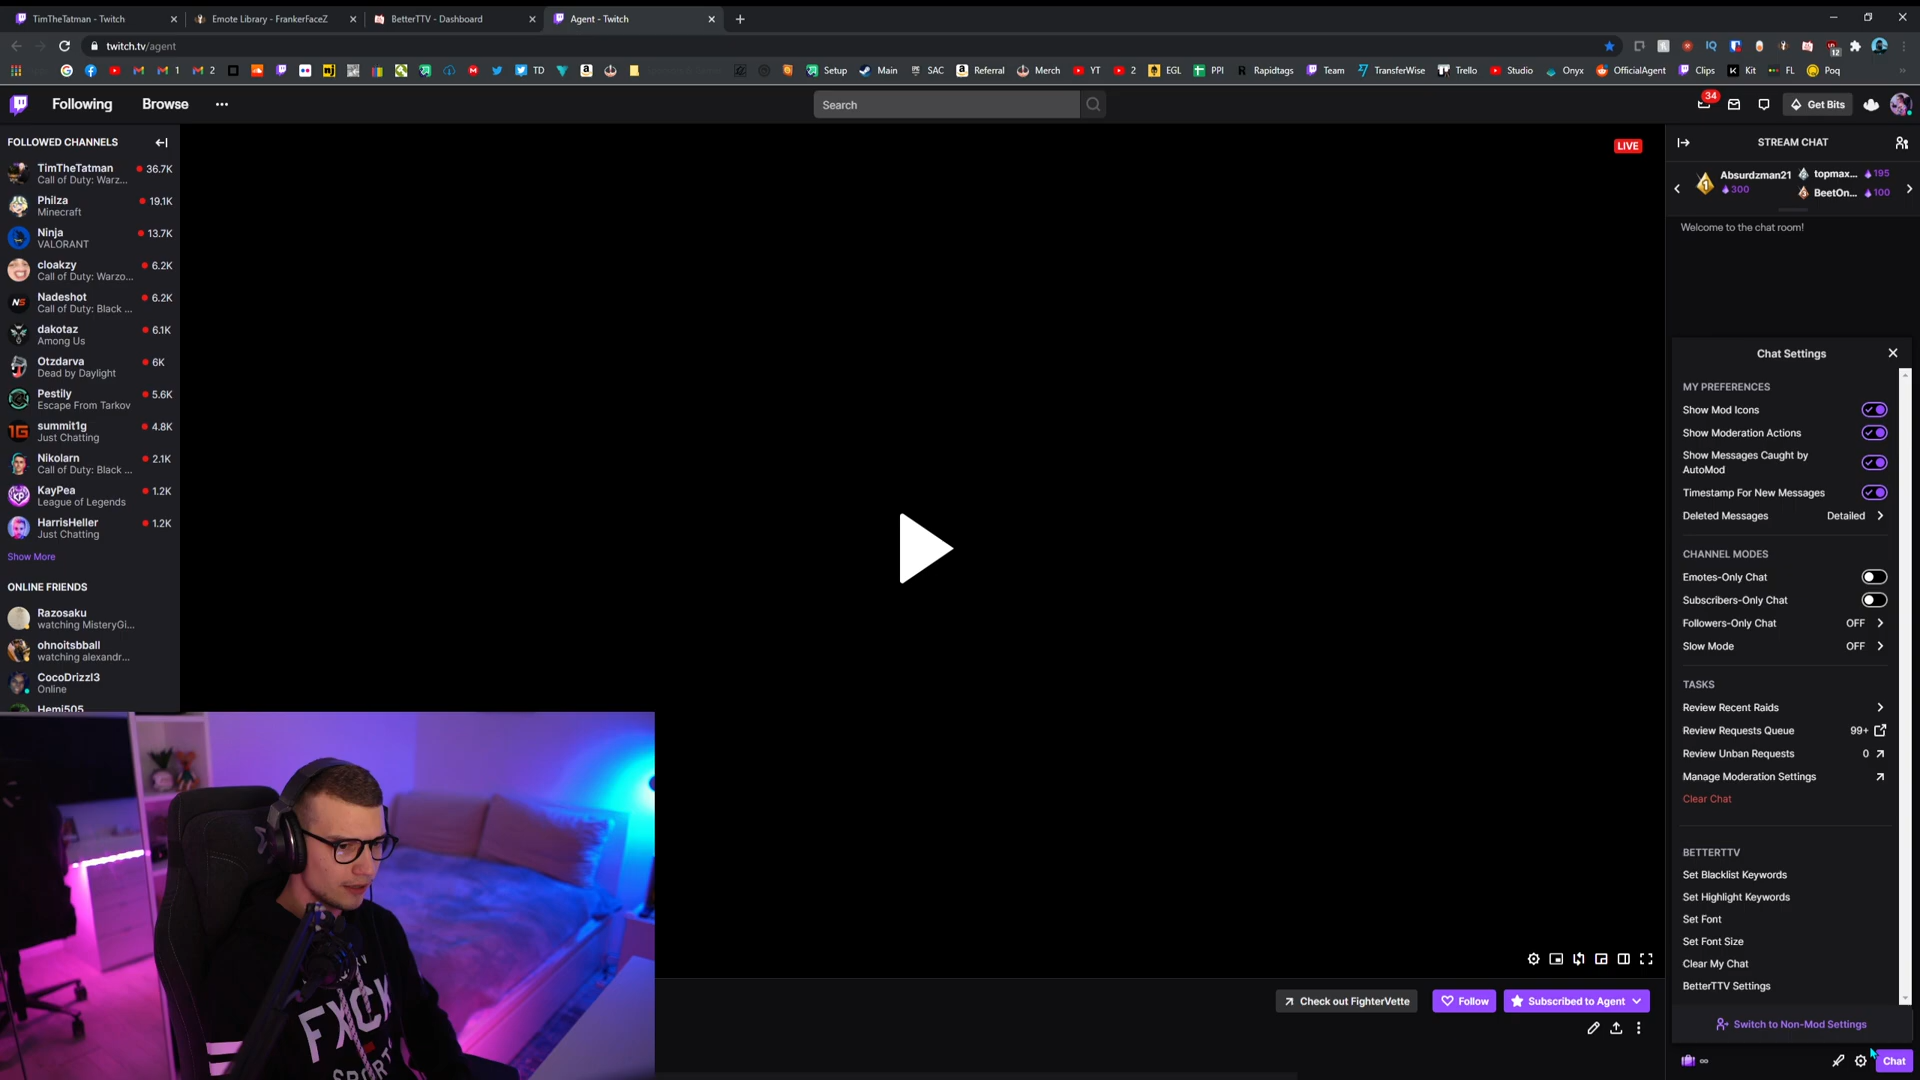 TimTheTatman - Twitch
Emote Library - FrankerFaceZ
BetterTTV - Dashboard
Agent - Twitch
twitch.tv/agent
12
1
2
TD
Setup
Main
SAC
Referral
Merch
YT
2
EGL
PPI
Rapidtags
Team
TransferWise
Trello
Studio
Onyx
OfficialAgent
Clips
Kit
FL
Poq
Following
Browse
Search
34
Get Bits
FOLLOWED CHANNELS
TimTheTatman
36.7K
Call of Duty: Warz...
Philza
19.1K
Minecraft
Ninja
13.7K
VALORANT
cloakzy
6.2K
Call of Duty: Warzo...
Nadeshot
6.2K
Call of Duty: Black ...
dakotaz
6.1K
Among Us
Otzdarva
6K
Dead by Daylight
Pestily
5.6K
Escape From Tarkov
summit1g
4.8K
Just Chatting
Nikolarn
2.1K
Call of Duty: Black ...
KayPea
1.2K
League of Legends
HarrisHeller
1.2K
Just Chatting
Show More
ONLINE FRIENDS
Razosaku
watching MisteryGi...
ohnoitsbball
watching alexandr...
CocoDrizzl3
Online
Hemi505
LIVE
Check out FighterVette
Follow
Subscribed to Agent
STREAM CHAT
1
Absurdzman21
300
topmax...
195
BeetOn...
100
Welcome to the chat room!
Chat Settings
MY PREFERENCES
Show Mod Icons
Show Moderation Actions
Show Messages Caught by
AutoMod
Timestamp For New Messages
Deleted Messages
Detailed
CHANNEL MODES
Emotes-Only Chat
Subscribers-Only Chat
Followers-Only Chat
OFF
Slow Mode
OFF
TASKS
Review Recent Raids
Review Requests Queue
99+
Review Unban Requests
0
Manage Moderation Settings
Clear Chat
BETTERTTV
Set Blacklist Keywords
Set Highlight Keywords
Set Font
Set Font Size
Clear My Chat
BetterTTV Settings
Switch to Non-Mod Settings
∞
Chat